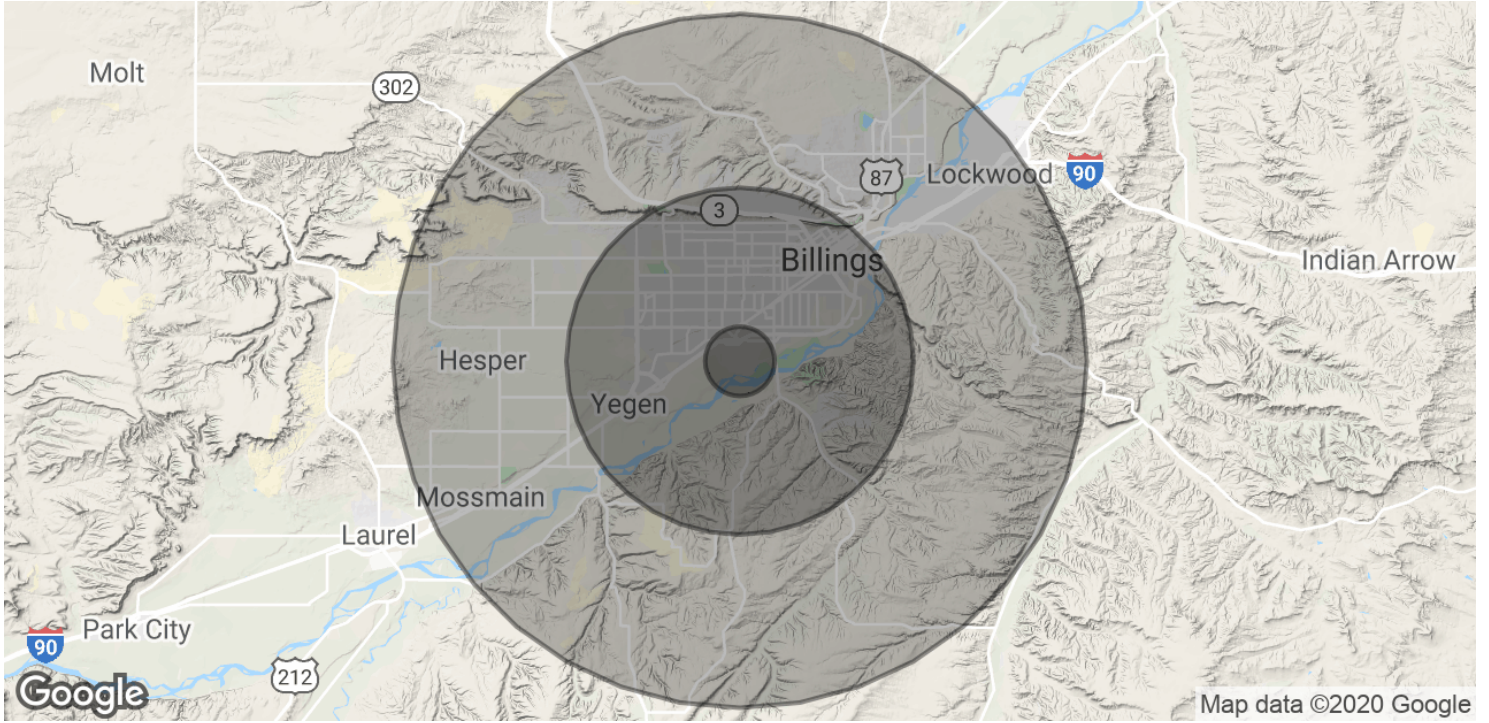 Molt
302
87
Lockwood
90
3
Billings
Indian Arrow
Hesper
Yegen
Mossmain
Laurel
Park City
90
212
Google
Map data ©2020 Google